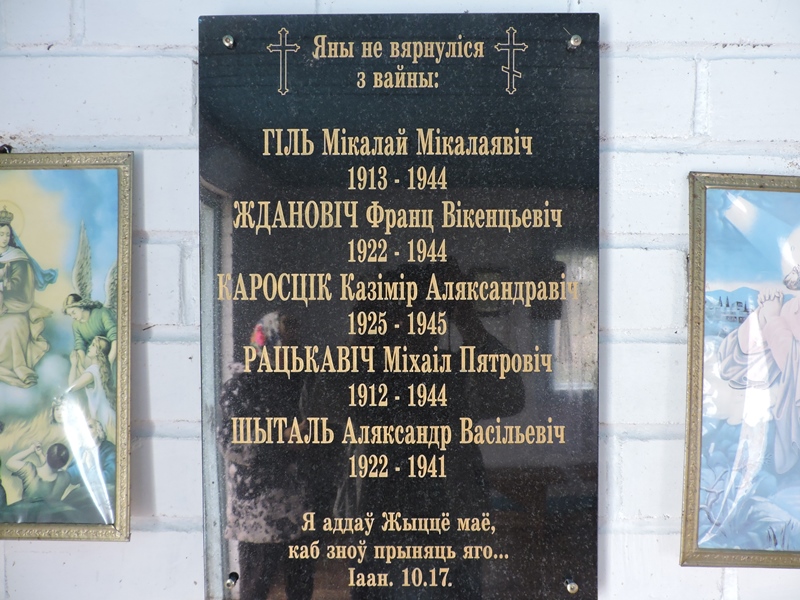 Яны не вярнуліся
з вайны:
ГІЛЬ Мікалай Мікалаявіч
1913 - 1944
ЖДАНОВІЧ Франц Вікенцьевіч
1922 - 1944
КАРОСЦІК Казімір Аляксандравіч
1925 - 1945
РАЦЬКАВІЧ Міхаіл Пятровіч
1912 - 1944
ШЫТАЛЬ Аляксандр Васільевіч
1922 - 1941
Я аддаў Жыццё маё,
каб зноў прыняць яго...
Іаан. 10.17.